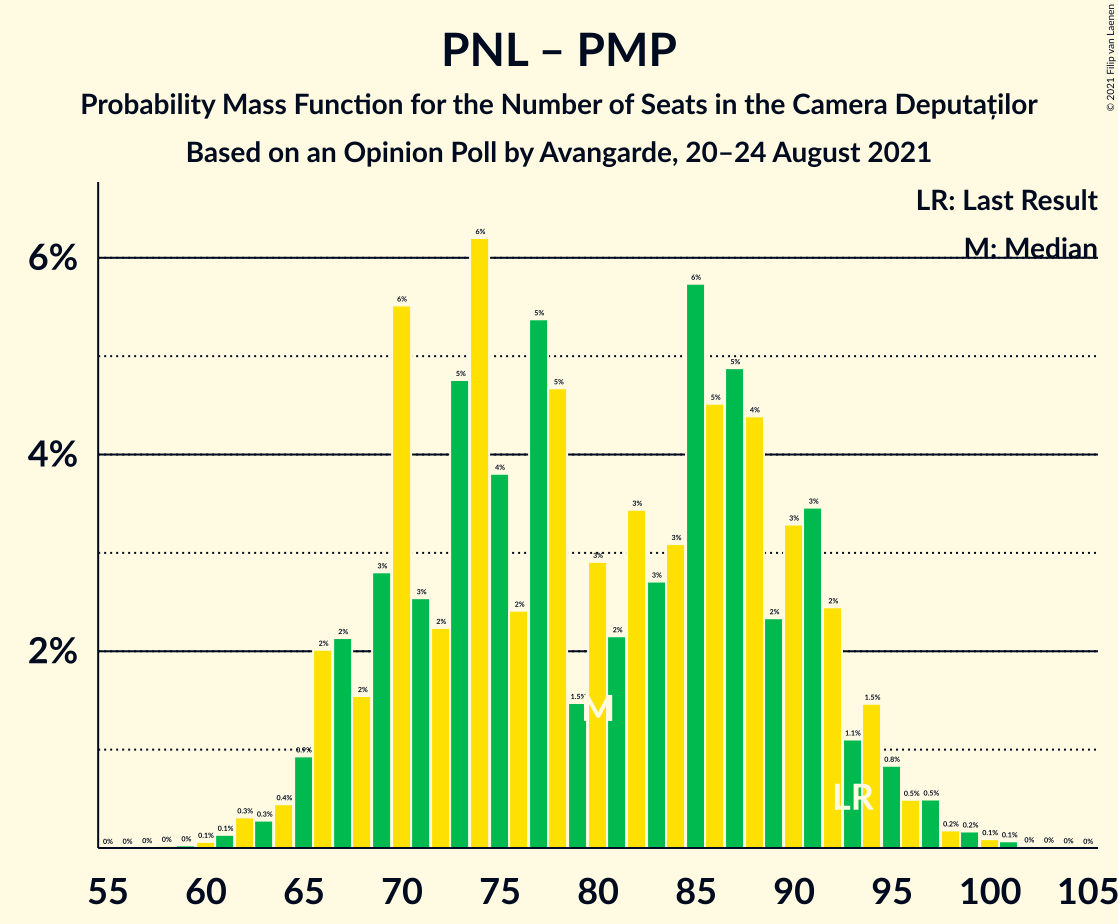 PNL – PMP
Probability Mass Function for the Number of Seats in the Camera Deputaților
Based on an Opinion Poll by Avangarde, 20–24 August 2021
© 2021 Filip van Laenen
LR: Last Result
M: Median
6%
4%
2%
0% 0% 0% 0% 0% 0.1% 0.1% 0.3% 0.3% 0.4% 0.9% 2% 2% 2% 3% 6% 3% 2% 5% 6% 4% 2% 5% 5% 1.5% 3% 2% 3% 3% 3% 6% 5% 5% 4% 2% 3% 3% 2% 1.1% 1.5% 0.8% 0.5% 0.5% 0.2% 0.2% 0.1% 0.1% 0% 0% 0% 0%
M
LR
55 60 65 70 75 80 85 90 95 100 105